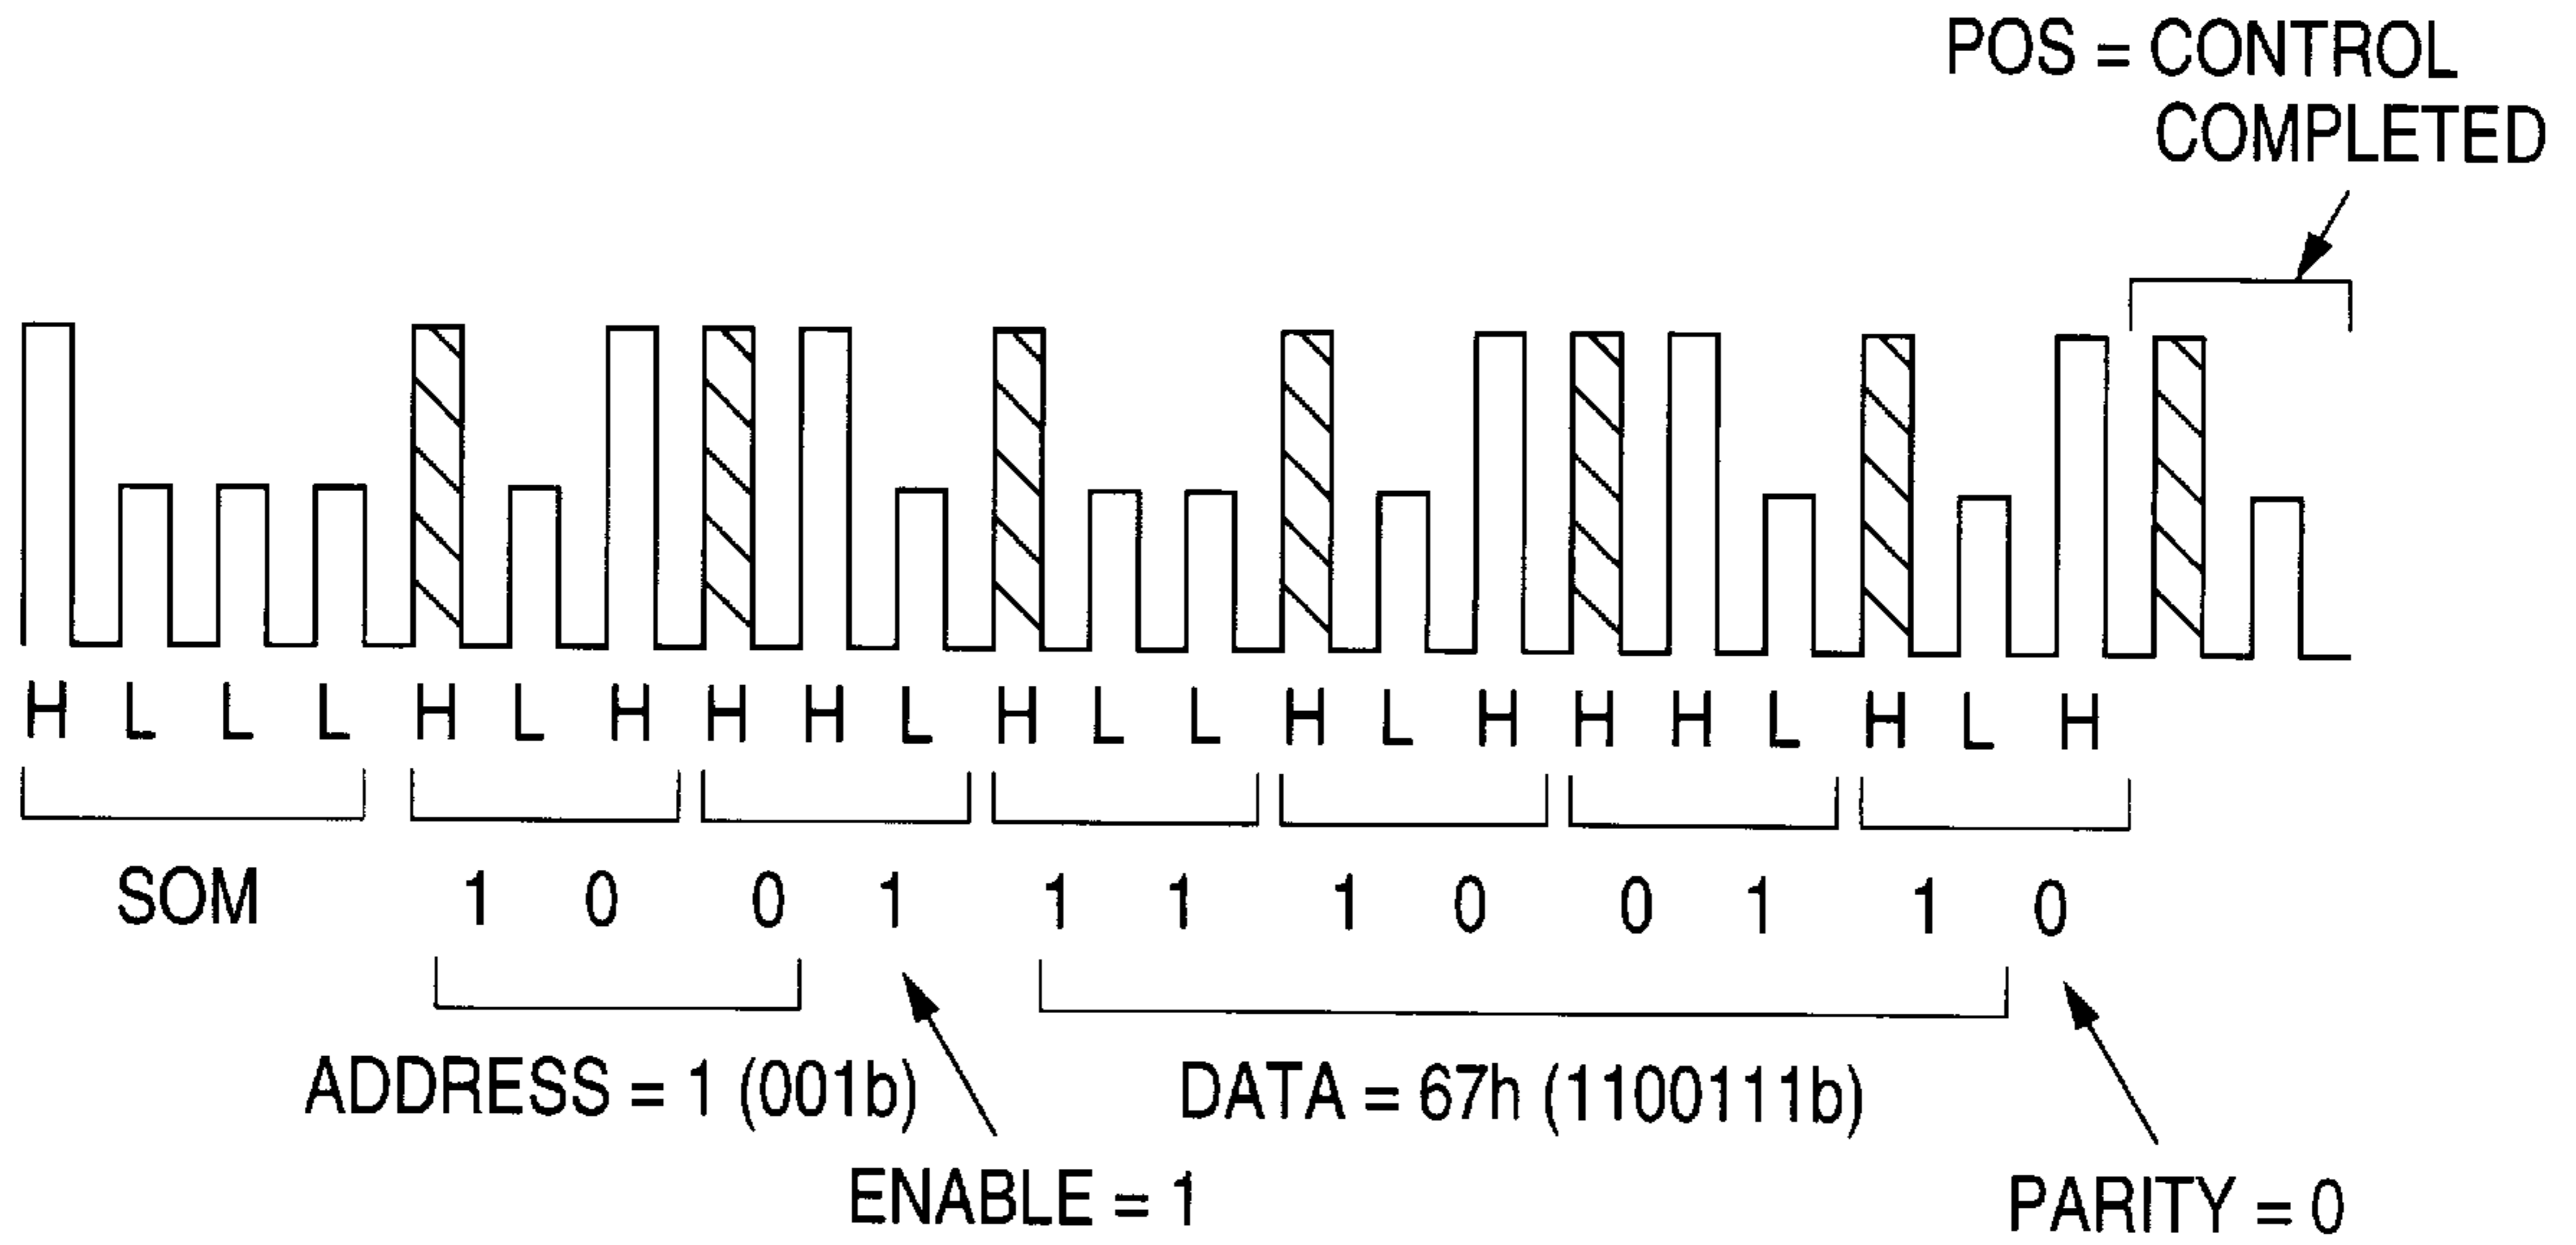 POS = CONTROL
COMPLETED
H L L L H L H H H L H L L H L H H H L H L H
SOM 1 0 0 1 1 1 1 0 0 1 1 0
ADDRESS = 1 (001b) DATA = 67h (1100111b)
ENABLE = 1 PARITY = 0